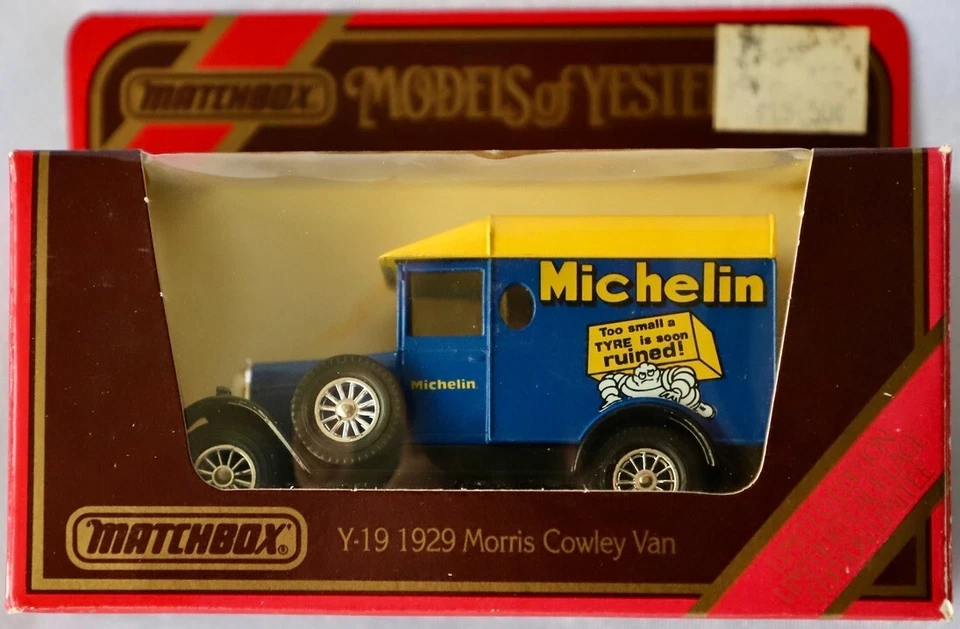 MATCHBOX
MODELS of YESTE
Michelin
Too small a
TYRE is soon
ruined!
Michelin
MATCHBOX®
Y-19 1929 Morris Cowley Van